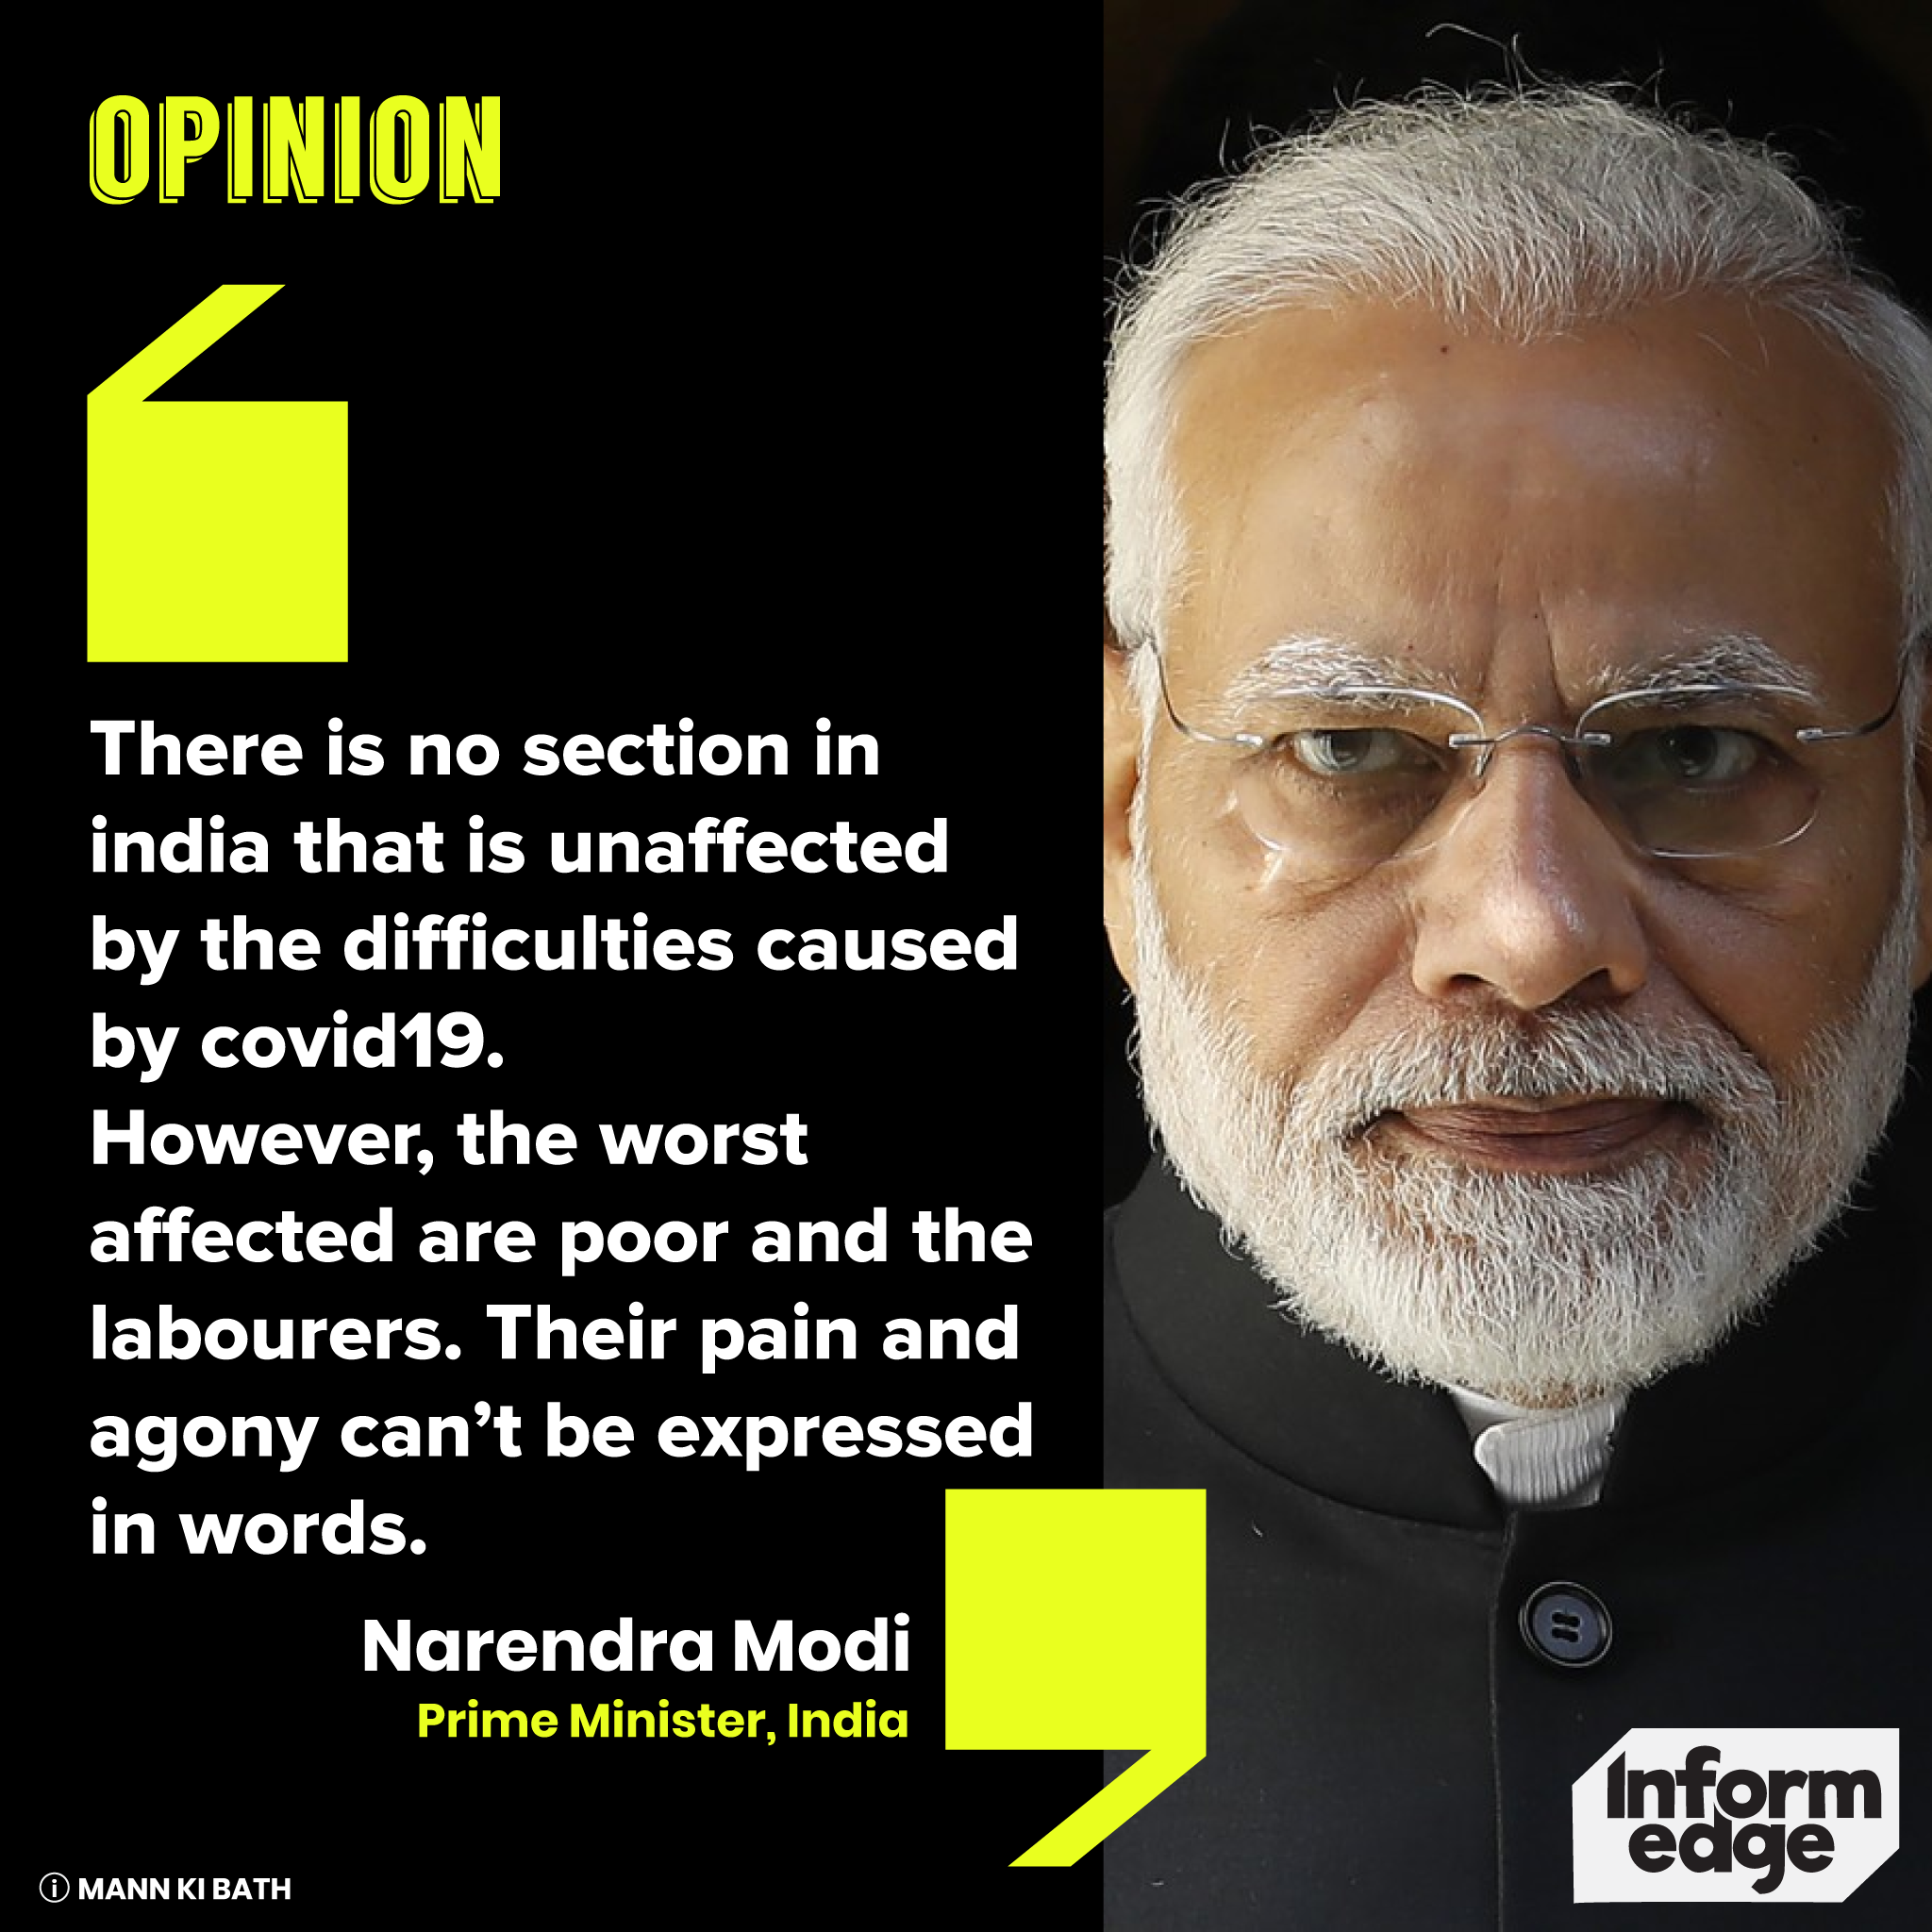 OPINION
There is no section in
india that is unaffected
by the difficulties caused
by covid19.
However, the worst
affected are poor and the
labourers. Their pain and
agony can’t be expressed
in words.
Narendra Modi
Prime Minister, India
MANN KI BATH
Inform
edge